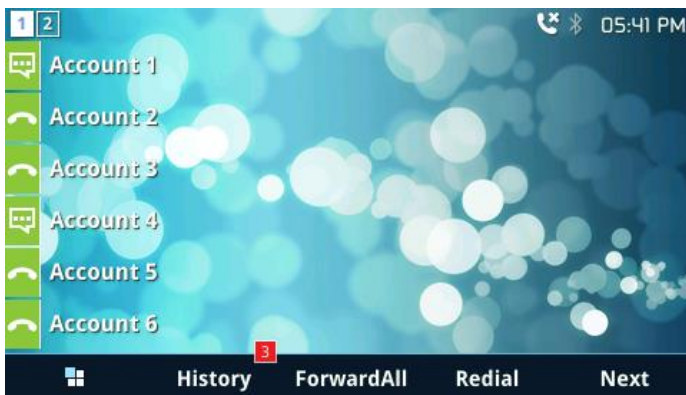 1 2 05:41 PM
Account 1
Account 2
Account 3
Account 4
Account 5
Account 6
3
History ForwardAll Redial Next